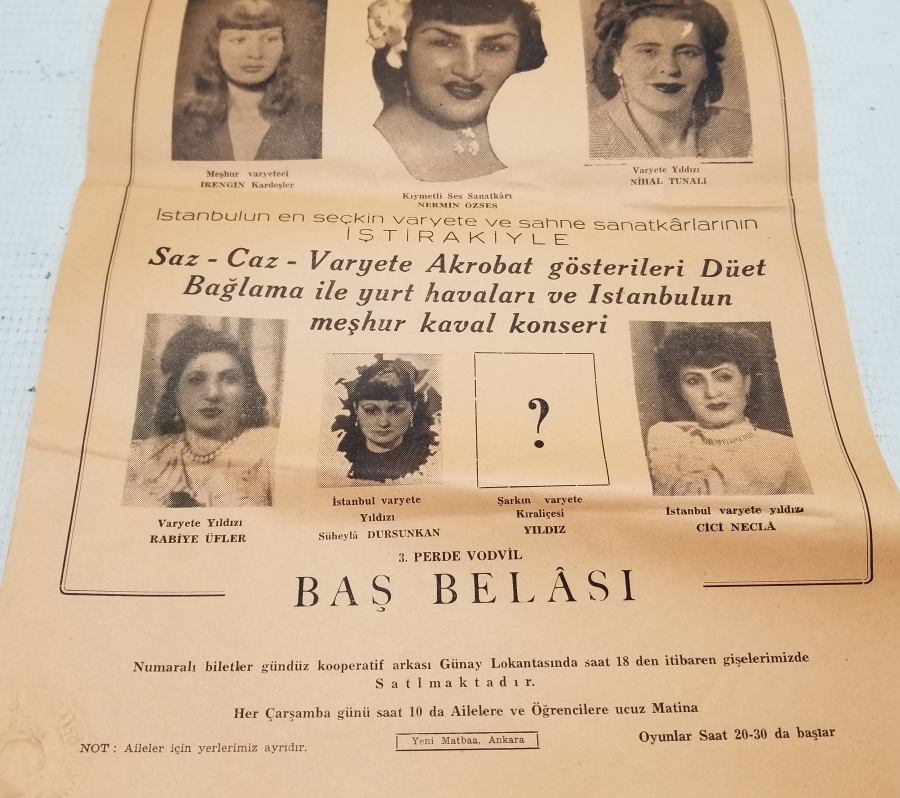 Meşhur varyeteci
İRENGİN Kardeşler
Kıymetli Ses Sanatkârı
NERMİN ÖZSES
Varyete Yıldızı
NİHAL TUNALI
İstanbulun en seçkin varyete ve sahne sanatkârlarının
İŞTİRAKİYLE
Saz - Caz - Varyete Akrobat gösterileri Düet
Bağlama ile yurt havaları ve Istanbulun
meşhur kaval konseri
Varyete Yıldızı
RABİYE ÜFLER
İstanbul varyete
Yıldızı
Süheylâ DURSUNKAN
?
Şarkın varyete
Kıraliçesi
YILDIZ
İstanbul varyete yıldızı
CİCİ NECLÂ
3. PERDE VODVİL
BAŞ BELÂSI
Numaralı biletler gündüz kooperatif arkası Günay Lokantasında saat 18 den itibaren gişelerimizde
Satlmaktadır.
Her Çarşamba günü saat 10 da Ailelere ve Öğrencilere ucuz Matina
NOT : Aileler için yerlerimiz ayrıdır.
Yeni Matbaa, Ankara
Oyunlar Saat 20-30 da başlar